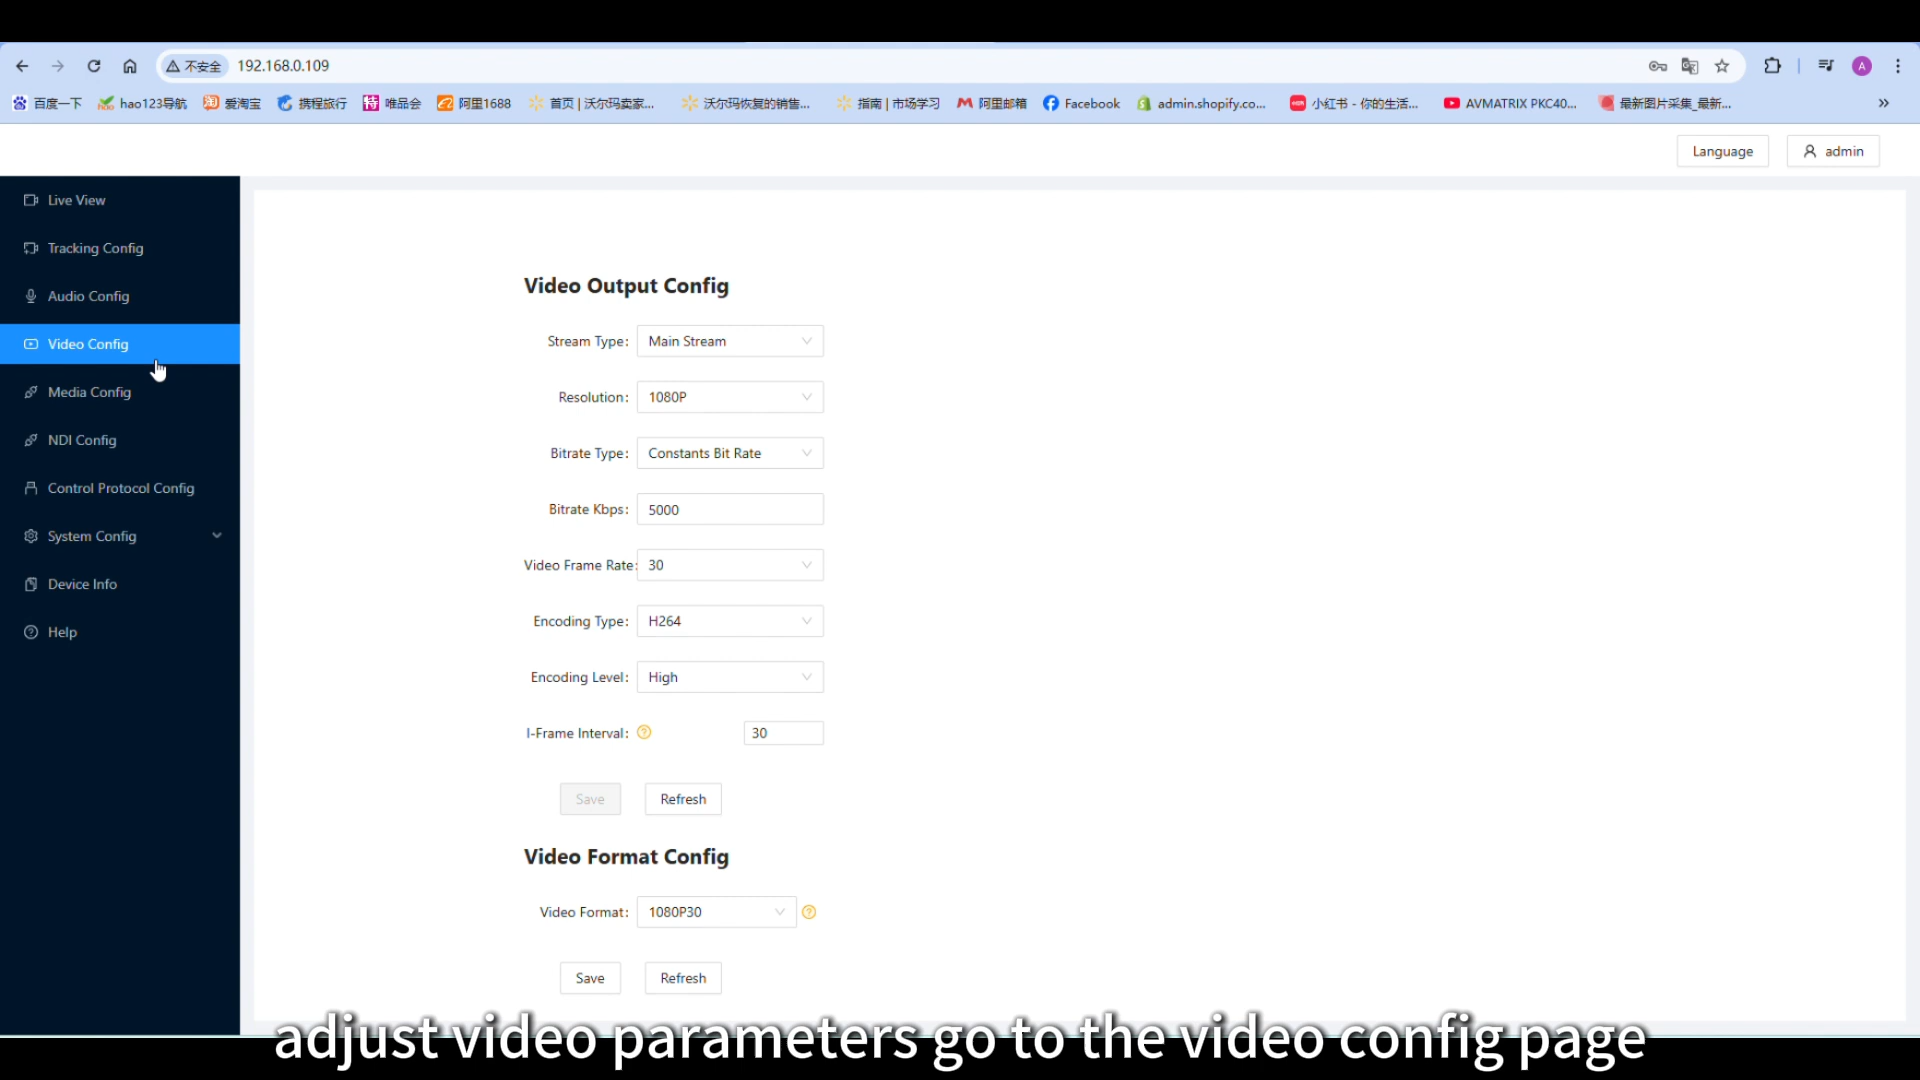 不安全 192.168.0.109
百度一下 hao123导航 爱淘宝 携程旅行 唯品会 阿里1688 首页 | 沃尔玛卖家... 沃尔玛恢复的销售... 指南 | 市场学习 阿里邮箱 Facebook admin.shopify.co... 小红书 - 你的生活... AVMATRIX PKC40... 最新图片采集_最新...
Language admin
Live View
Tracking Config
Audio Config
Video Config
Media Config
NDI Config
Control Protocol Config
System Config
Device Info
Help
Video Output Config
Stream Type: Main Stream
Resolution: 1080P
Bitrate Type: Constants Bit Rate
Bitrate Kbps: 5000
Video Frame Rate: 30
Encoding Type: H264
Encoding Level: High
I-Frame Interval: 30
Save Refresh
Video Format Config
Video Format: 1080P30
Save Refresh
adjust video parameters go to the video config page